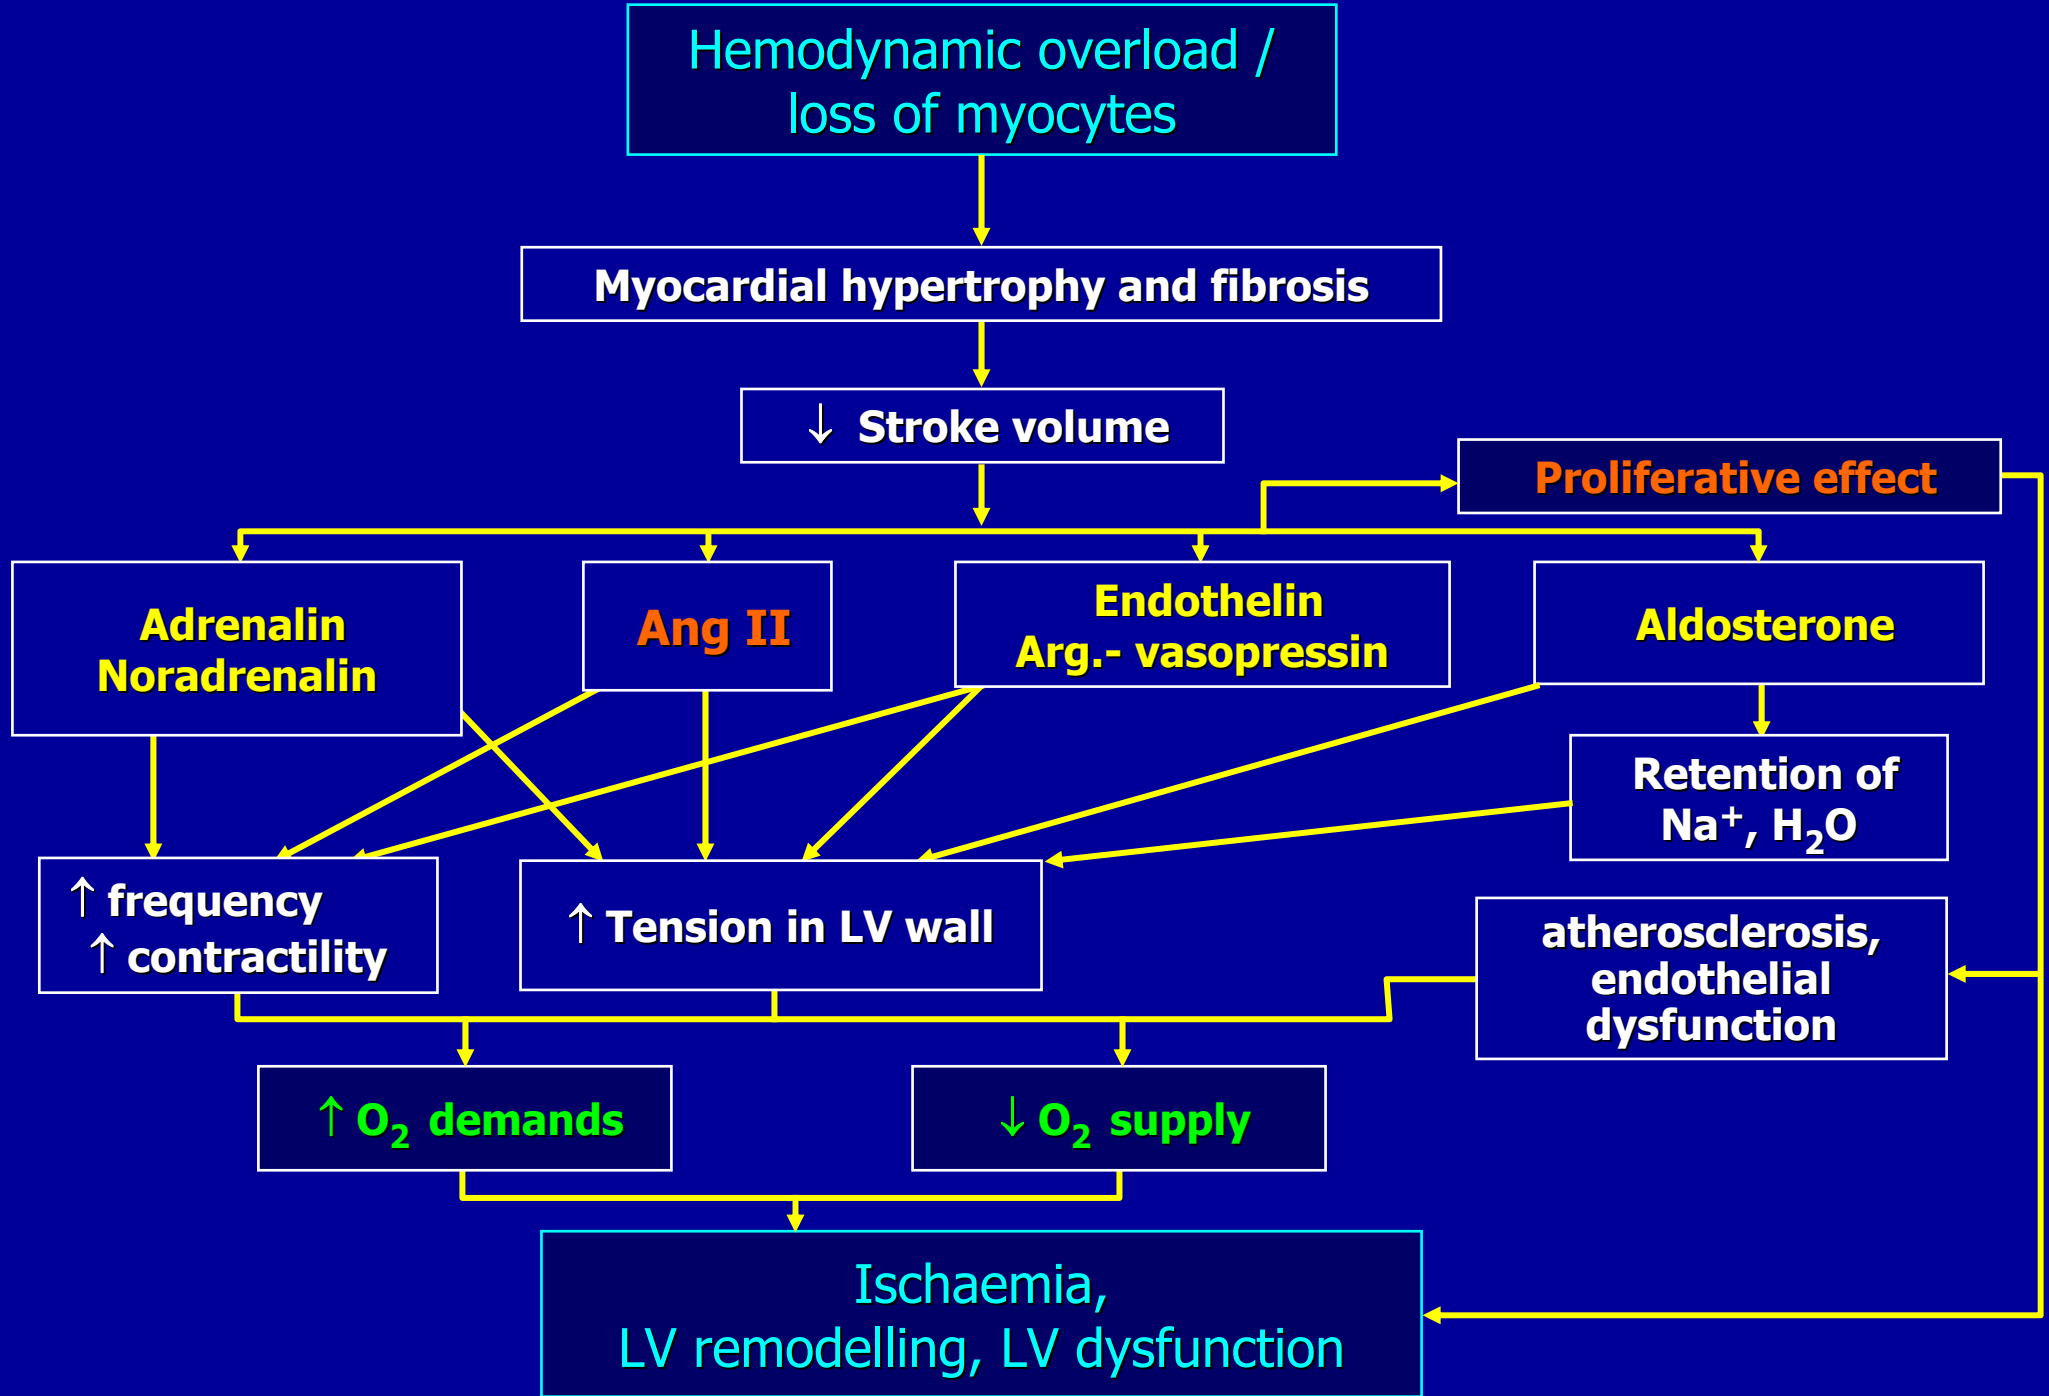 Hemodynamic overload /
loss of myocytes
Myocardial hypertrophy and fibrosis
↓ Stroke volume
Proliferative effect
Adrenalin
Noradrenalin
Ang II
Endothelin
Arg.- vasopressin
Aldosterone
Retention of
Na⁺, H₂O
↑ frequency
↑ contractility
↑ Tension in LV wall
atherosclerosis,
endothelial
dysfunction
↑ O₂ demands
↓ O₂ supply
Ischaemia,
LV remodelling, LV dysfunction